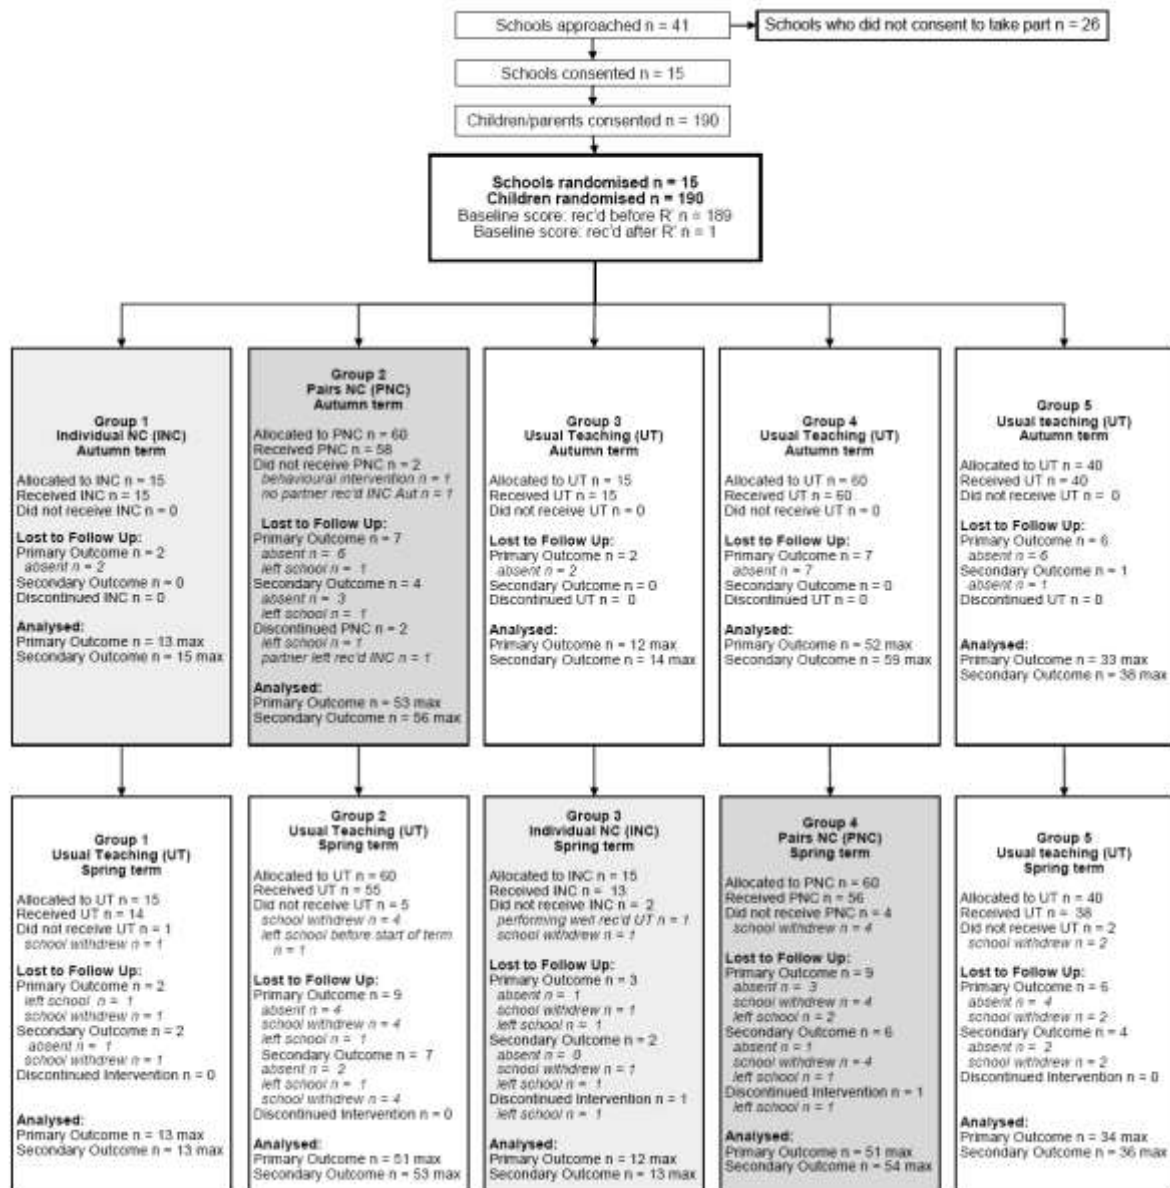 Schools approached n = 41
Schools who did not consent to take part n = 26
Schools consented n = 15
Children/parents consented n = 190
Schools randomised n = 15
Children randomised n = 190
Baseline score: rec'd before R' n = 189
Baseline score: rec'd after R' n = 1
Group 1
Individual NC (INC)
Autumn term
Allocated to INC n = 15
Received INC n = 15
Did not receive INC n = 0
Lost to Follow Up:
Primary Outcome n = 2
absent n = 2
Secondary Outcome n = 0
Discontinued INC n = 0
Analysed:
Primary Outcome n = 13 max
Secondary Outcome n = 15 max
Group 2
Pairs NC (PNC)
Autumn term
Allocated to PNC n = 60
Received PNC n = 58
Did not receive PNC n = 2
behavioural intervention n = 1
no partner rec'd INC Aut n = 1
Lost to Follow Up:
Primary Outcome n = 7
absent n = 6
left school n = 1
Secondary Outcome n = 4
absent n = 3
left school n = 1
Discontinued PNC n = 2
left school n = 1
partner left rec'd INC n = 1
Analysed:
Primary Outcome n = 53 max
Secondary Outcome n = 56 max
Group 3
Usual Teaching (UT)
Autumn term
Allocated to UT n = 15
Received UT n = 15
Did not receive UT n = 0
Lost to Follow Up:
Primary Outcome n = 2
absent n = 2
Secondary Outcome n = 0
Discontinued UT n = 0
Analysed:
Primary Outcome n = 12 max
Secondary Outcome n = 14 max
Group 4
Usual Teaching (UT)
Autumn term
Allocated to UT n = 60
Received UT n = 60
Did not receive UT n = 0
Lost to Follow Up:
Primary Outcome n = 7
absent n = 7
Secondary Outcome n = 0
Discontinued UT n = 0
Analysed:
Primary Outcome n = 52 max
Secondary Outcome n = 59 max
Group 5
Usual teaching (UT)
Autumn term
Allocated to UT n = 40
Received UT n = 40
Did not receive UT n = 0
Lost to Follow Up:
Primary Outcome n = 6
absent n = 6
Secondary Outcome n = 1
absent n = 1
Discontinued UT n = 0
Analysed:
Primary Outcome n = 33 max
Secondary Outcome n = 38 max
Group 1
Usual Teaching (UT)
Spring term
Allocated to UT n = 15
Received UT n = 14
Did not receive UT n = 1
school withdrew n = 1
Lost to Follow Up:
Primary Outcome n = 2
left school n = 1
school withdrew n = 1
Secondary Outcome n = 2
absent n = 1
school withdrew n = 1
Discontinued Intervention n = 0
Analysed:
Primary Outcome n = 13 max
Secondary Outcome n = 13 max
Group 2
Usual Teaching (UT)
Spring term
Allocated to UT n = 60
Received UT n = 55
Did not receive UT n = 5
school withdrew n = 4
left school before start of term
n = 1
Lost to Follow Up:
Primary Outcome n = 9
absent n = 4
school withdrew n = 4
left school n = 1
Secondary Outcome n = 7
absent n = 2
left school n = 1
school withdrew n = 4
Discontinued Intervention n = 0
Analysed:
Primary Outcome n = 51 max
Secondary Outcome n = 53 max
Group 3
Individual NC (INC)
Spring term
Allocated to INC n = 15
Received INC n = 13
Did not receive INC n = 2
performing well rec'd UT n = 1
school withdrew n = 1
Lost to Follow Up:
Primary Outcome n = 3
absent n = 1
school withdrew n = 1
left school n = 1
Secondary Outcome n = 2
absent n = 0
school withdrew n = 1
left school n = 1
Discontinued Intervention n = 1
left school n = 1
Analysed:
Primary Outcome n = 12 max
Secondary Outcome n = 13 max
Group 4
Pairs NC (PNC)
Spring term
Allocated to PNC n = 60
Received PNC n = 56
Did not receive PNC n = 4
school withdrew n = 4
Lost to Follow Up:
Primary Outcome n = 9
absent n = 3
school withdrew n = 4
left school n = 2
Secondary Outcome n = 6
absent n = 1
school withdrew n = 4
left school n = 1
Discontinued Intervention n = 1
left school n = 1
Analysed:
Primary Outcome n = 51 max
Secondary Outcome n = 54 max
Group 5
Usual teaching (UT)
Spring term
Allocated to UT n = 40
Received UT n = 38
Did not receive UT n = 2
school withdrew n = 2
Lost to Follow Up:
Primary Outcome n = 6
absent n = 4
school withdrew n = 2
Secondary Outcome n = 4
absent n = 2
school withdrew n = 2
Discontinued Intervention n = 0
Analysed:
Primary Outcome n = 34 max
Secondary Outcome n = 36 max